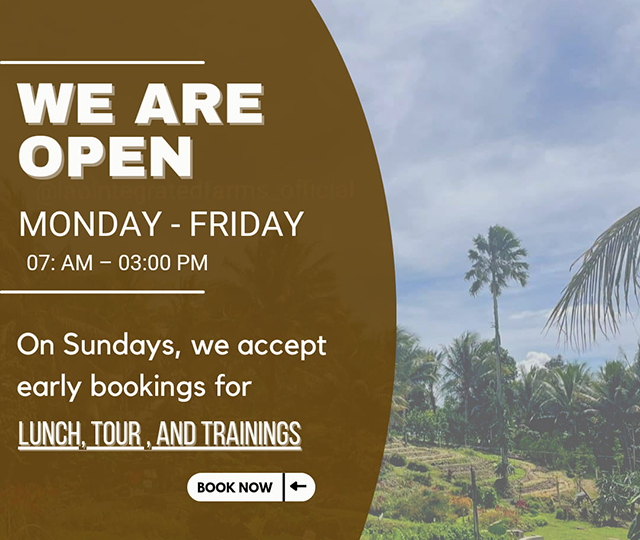 WE ARE
OPEN
MONDAY - FRIDAY
07: AM – 03:00 PM
On Sundays, we accept
early bookings for
LUNCH, TOUR , AND TRAININGS
BOOK NOW